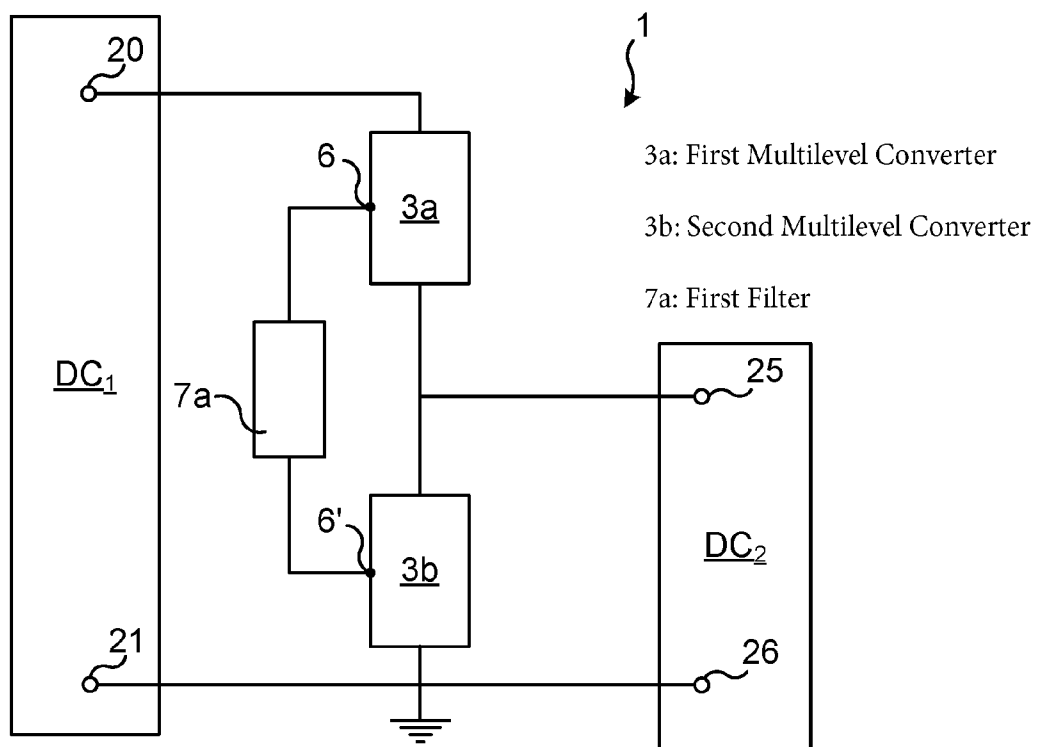 20
1
6
3a
3a: First Multilevel Converter
3b: Second Multilevel Converter
7a: First Filter
DC₁
7a
25
6'
3b
DC₂
21
26